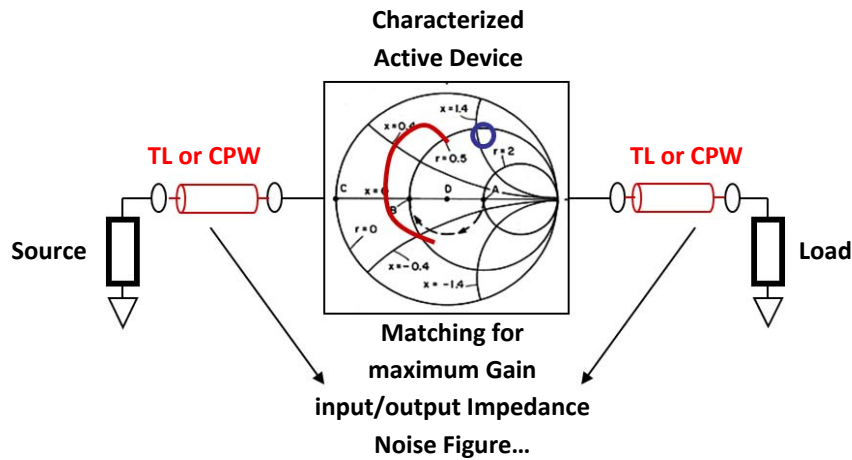 Characterized
Active Device
TL or CPW
TL or CPW
x=1.4
x=0.4
r=0.5
r=2
C
x=0
D
A
B
r=0
x=-0.4
x=-1.4
Source
Load
Matching for
maximum Gain
input/output Impedance
Noise Figure…